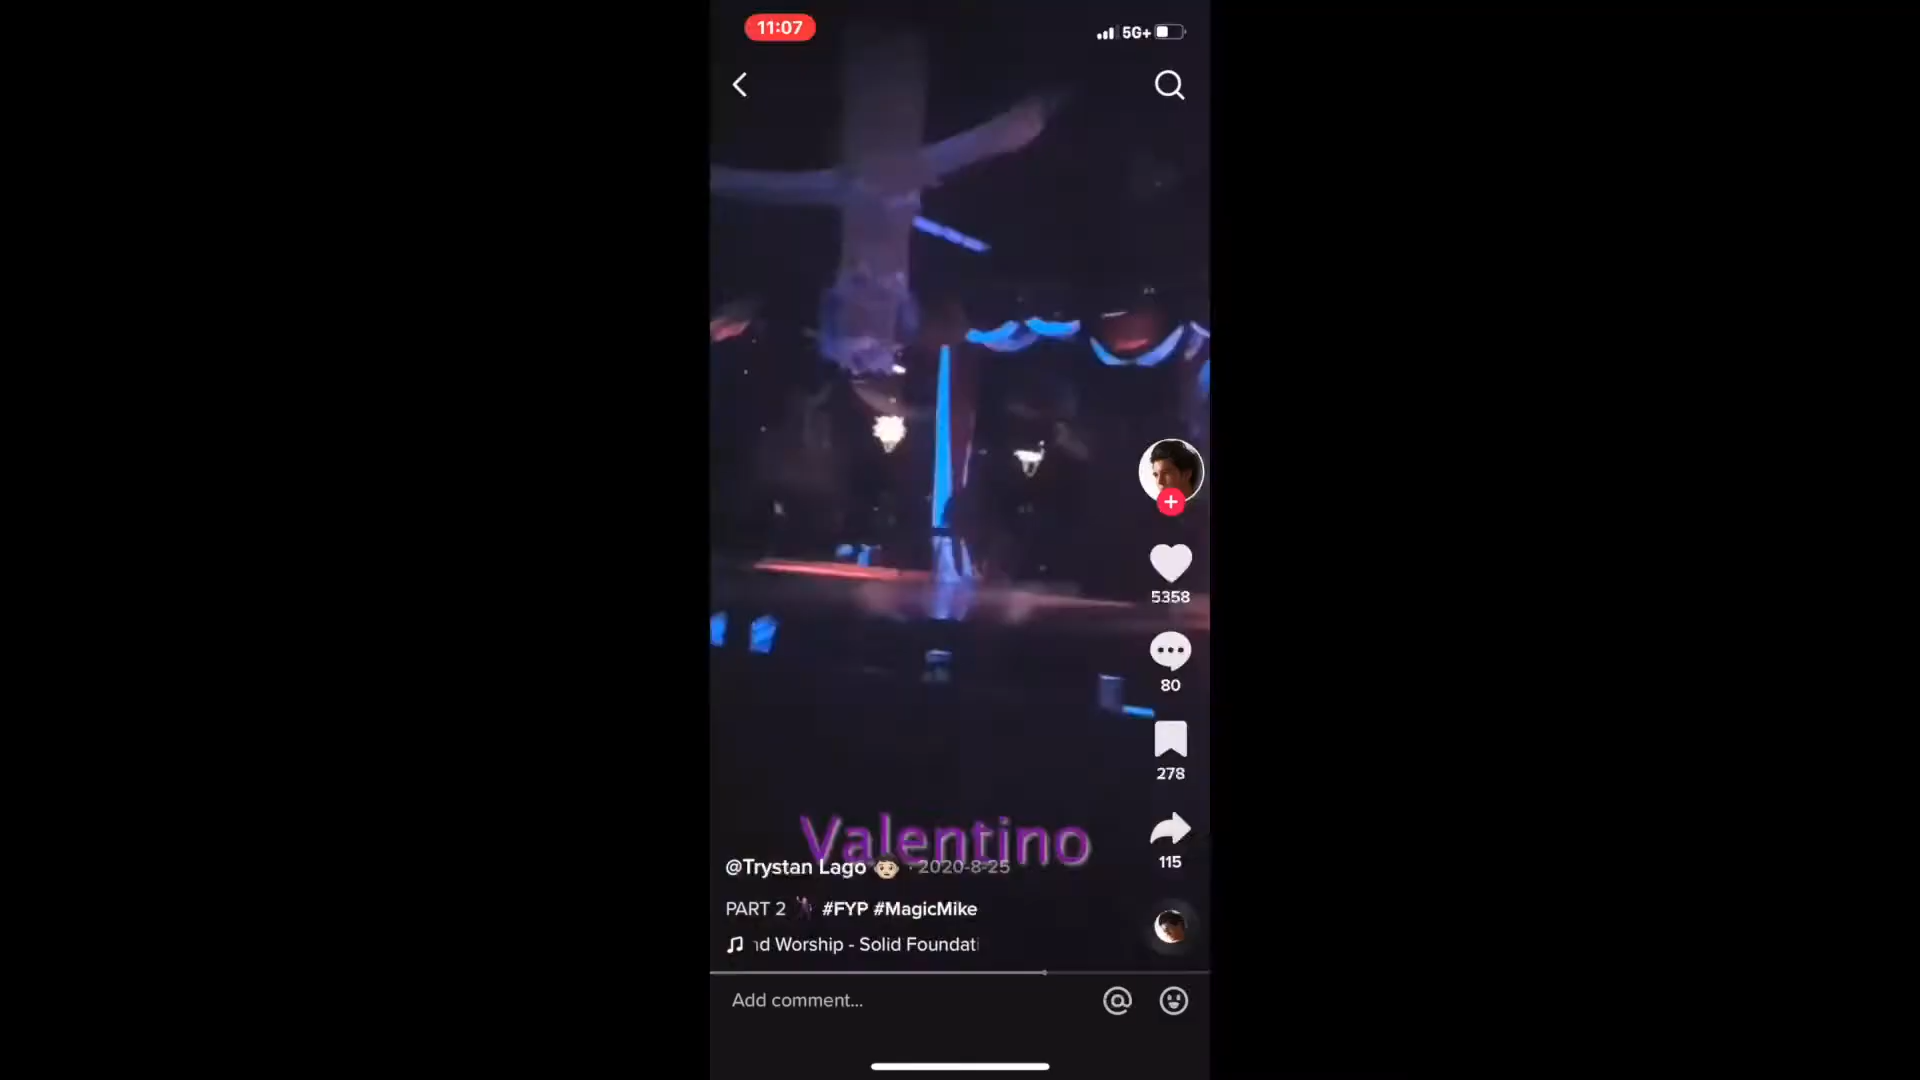 11:07
5G+
5358
80
278
115
Valentino
@Trystan Lago · 2020-8-25
PART 2 #FYP #MagicMike
nd Worship - Solid Foundat
Add comment...